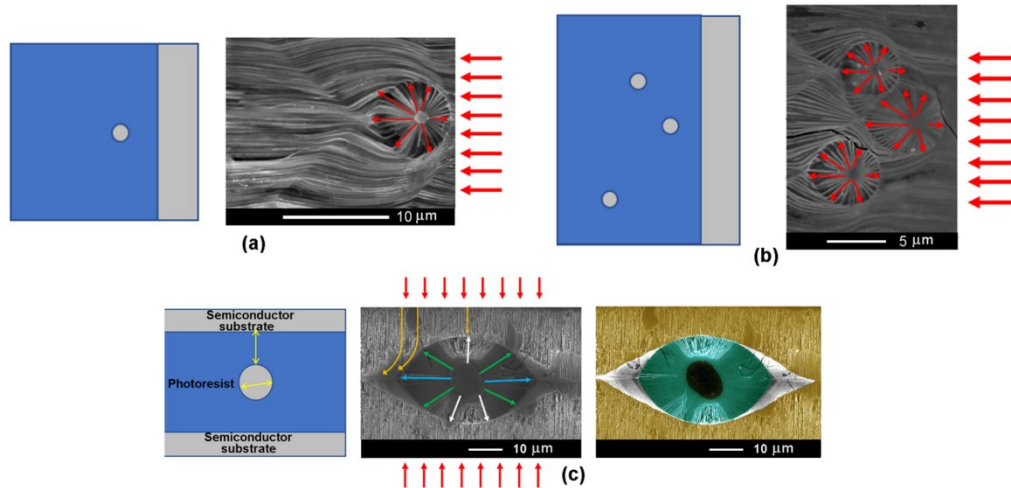 10 μm
(a)
5 μm
(b)
Semiconductor
substrate
Photoresist
Semiconductor
substrate
10 μm
10 μm
(c)